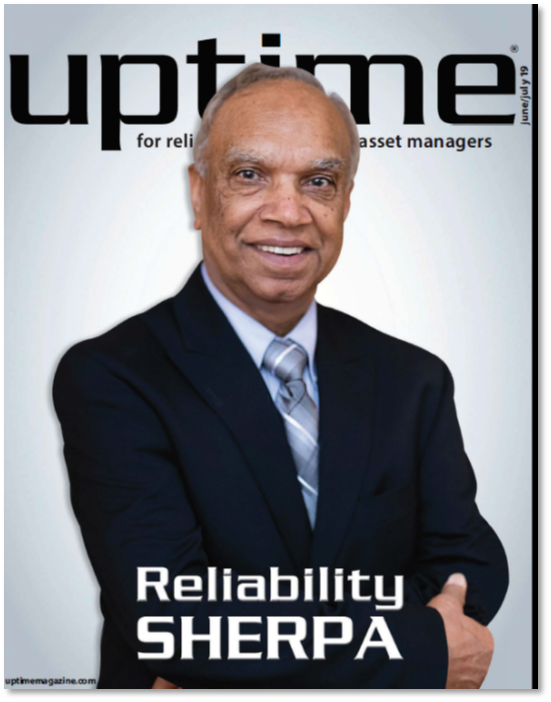 uptime®
june/july 19
for reli asset managers
Reliability
SHERPA
uptimemagazine.com